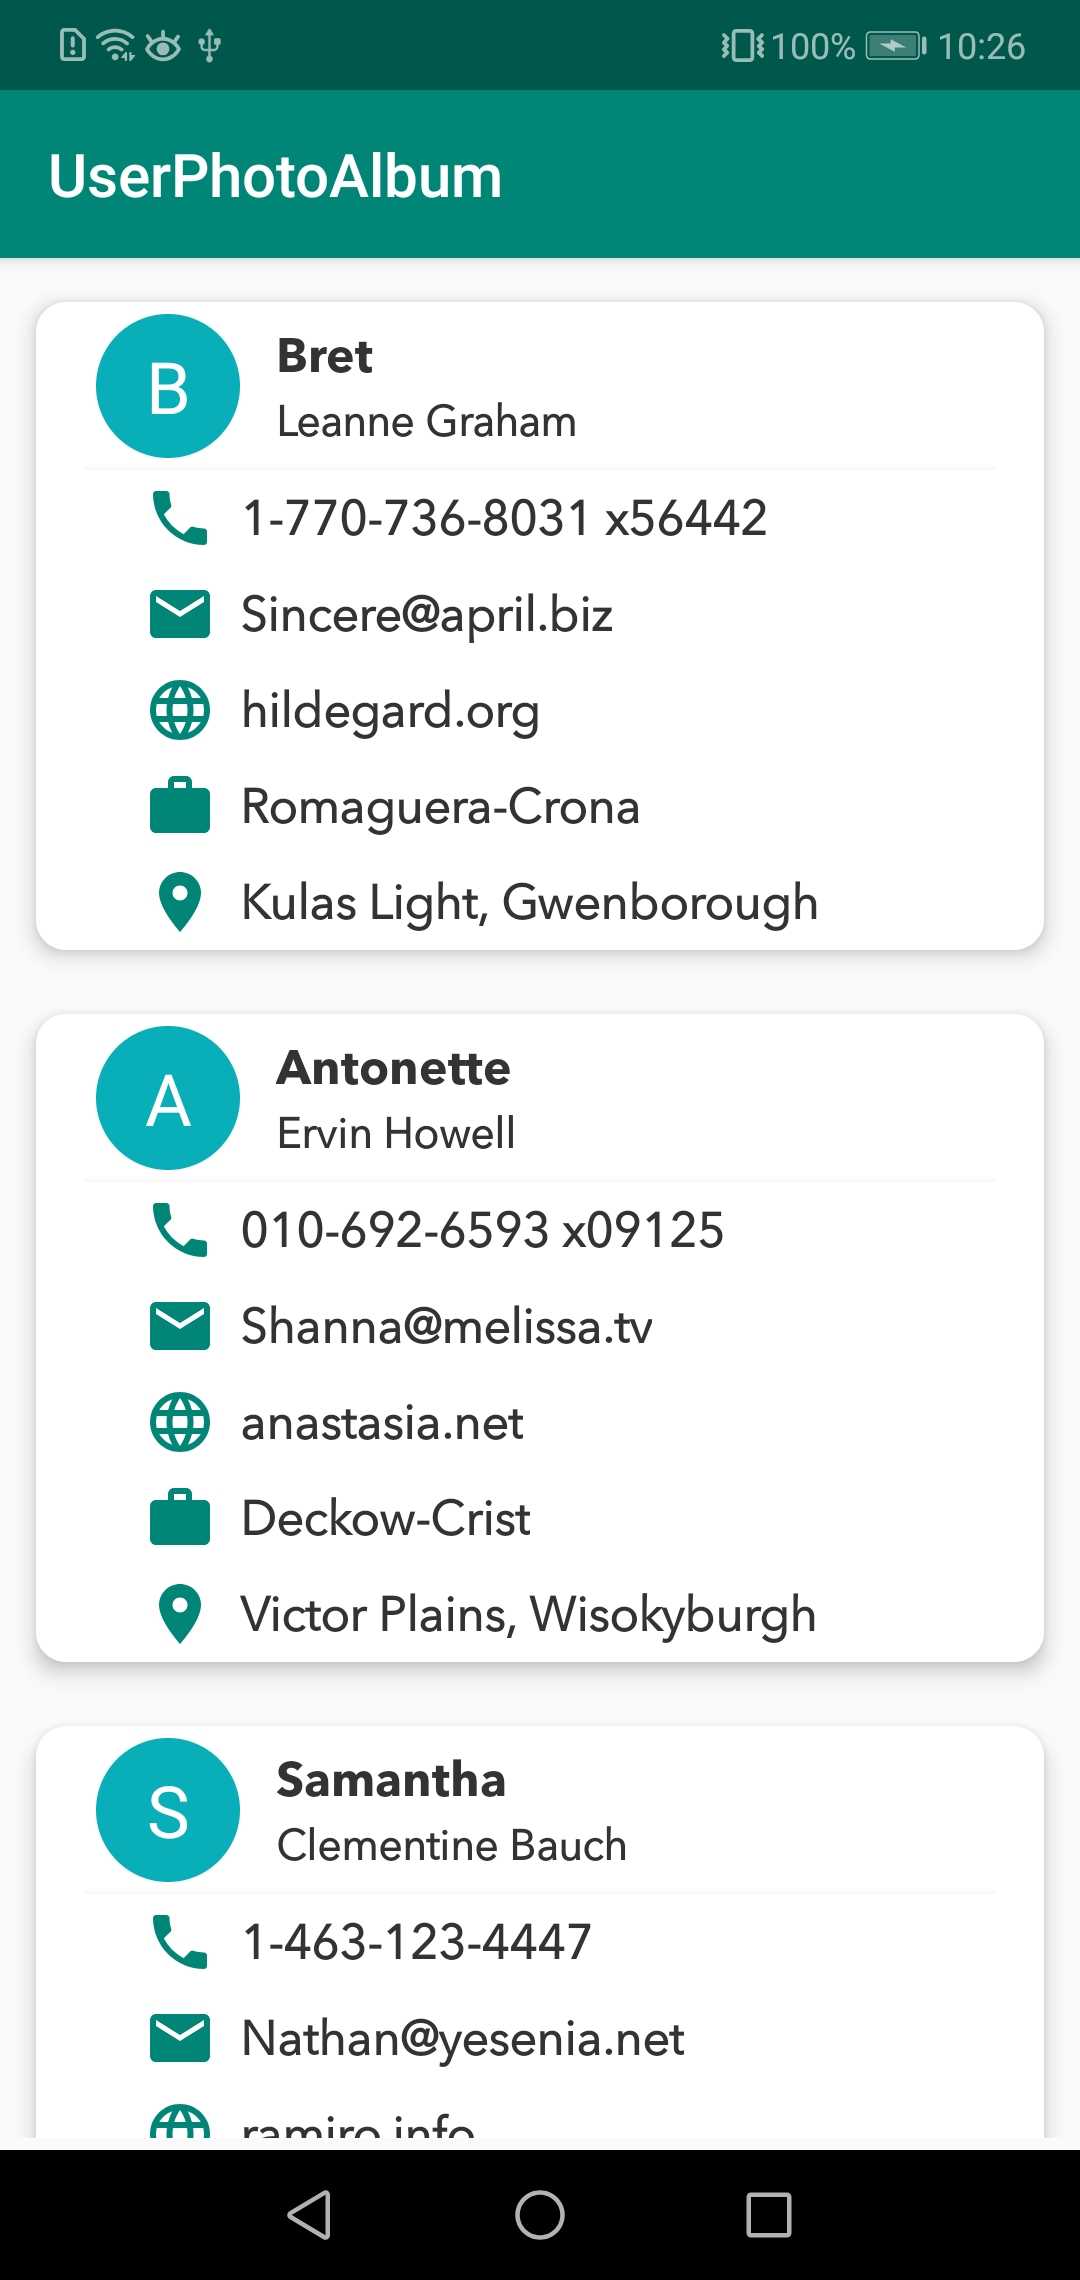 100% 10:26
UserPhotoAlbum
B
Bret
Leanne Graham
1-770-736-8031 x56442
Sincere@april.biz
hildegard.org
Romaguera-Crona
Kulas Light, Gwenborough
A
Antonette
Ervin Howell
010-692-6593 x09125
Shanna@melissa.tv
anastasia.net
Deckow-Crist
Victor Plains, Wisokyburgh
S
Samantha
Clementine Bauch
1-463-123-4447
Nathan@yesenia.net
ramiro.info